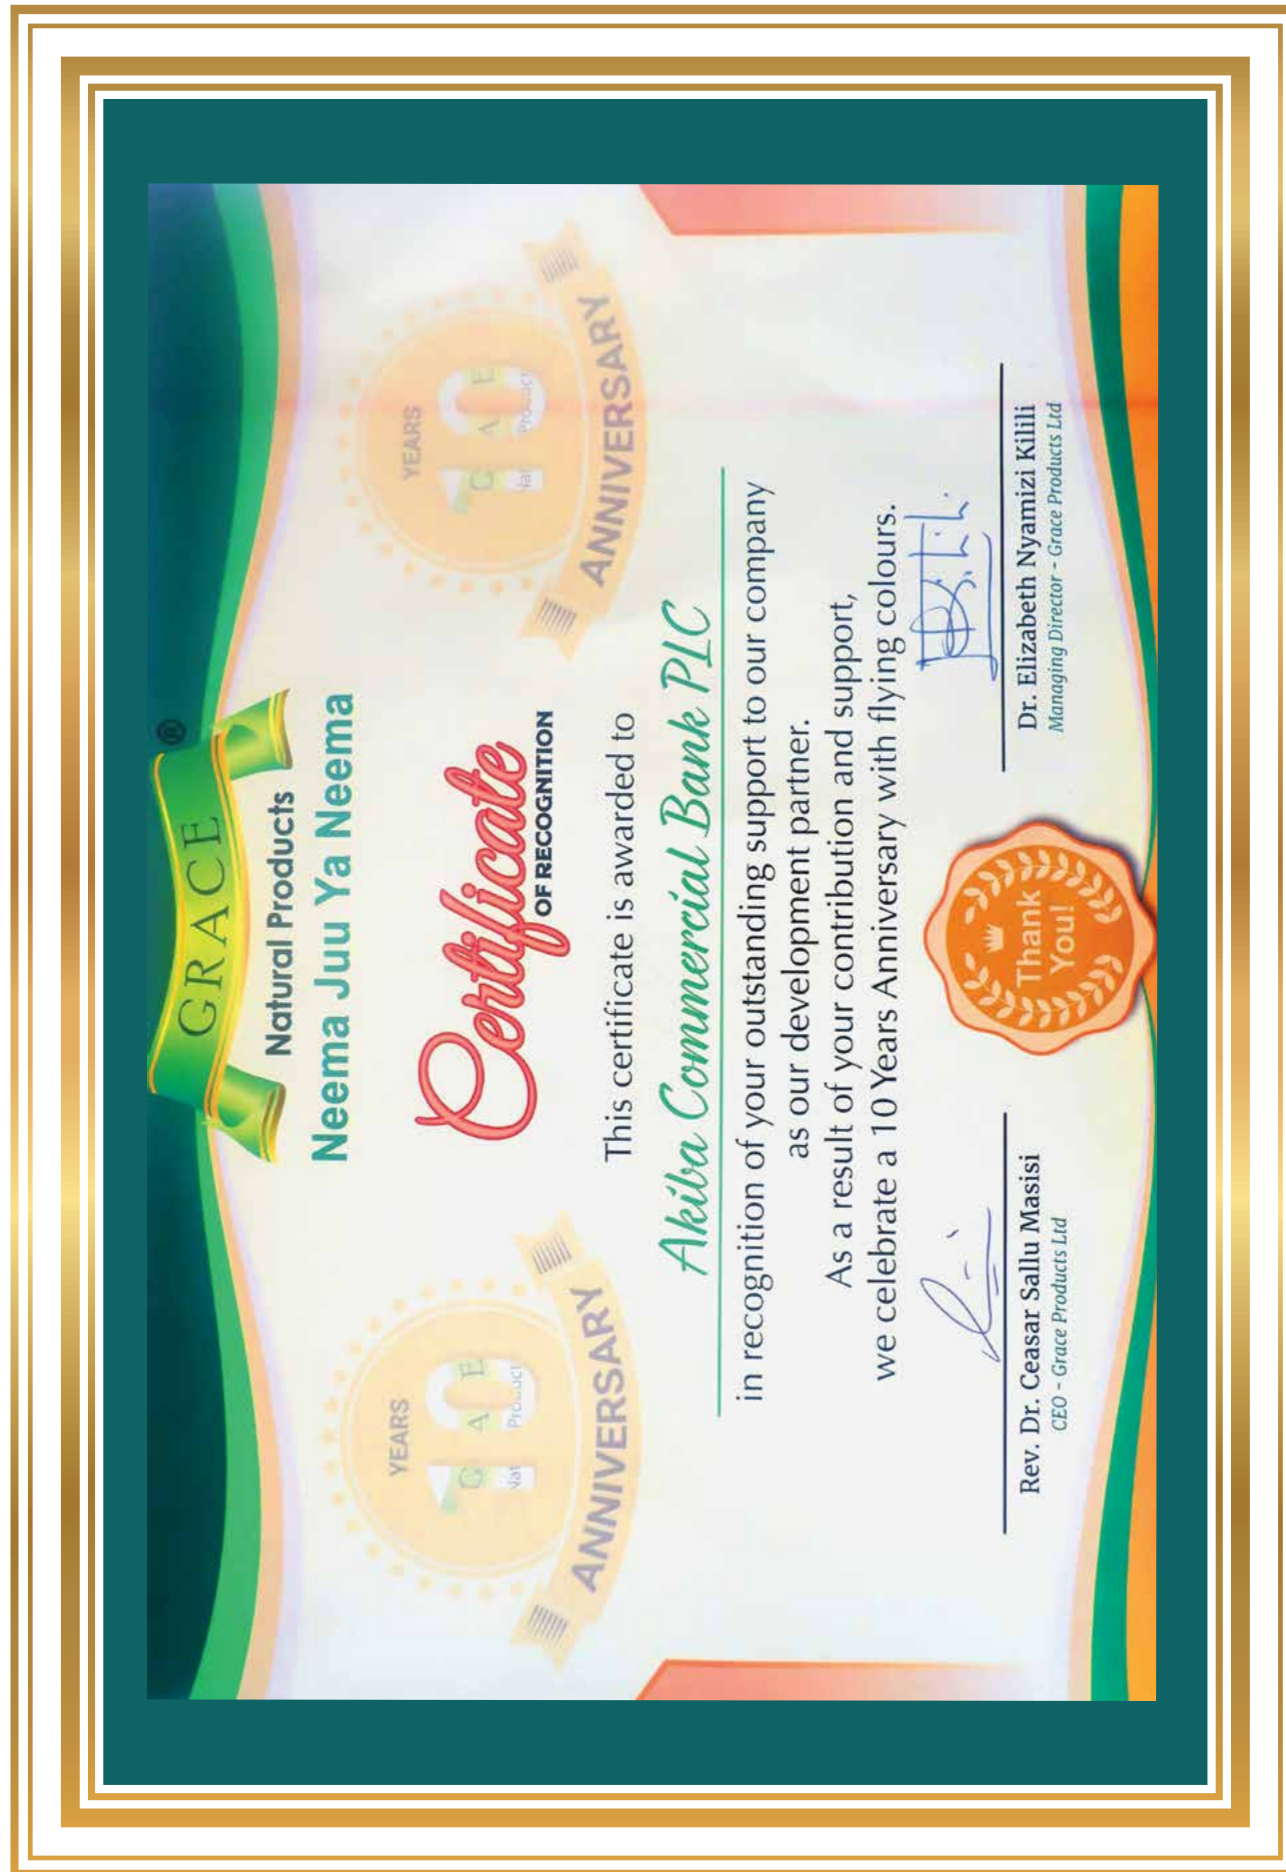 GRACE ®
Natural Products
Neema Juu Ya Neema
YEARS
10
ANNIVERSARY
YEARS
10
ANNIVERSARY
Certificate
OF RECOGNITION
This certificate is awarded to
Akiba Commercial Bank PLC
in recognition of your outstanding support to our company
as our development partner.
As a result of your contribution and support,
we celebrate a 10 Years Anniversary with flying colours.
Rev. Dr. Ceasar Sallu Masisi
CEO - Grace Products Ltd
Thank
You!
Dr. Elizabeth Nyamizi Kilili
Managing Director - Grace Products Ltd